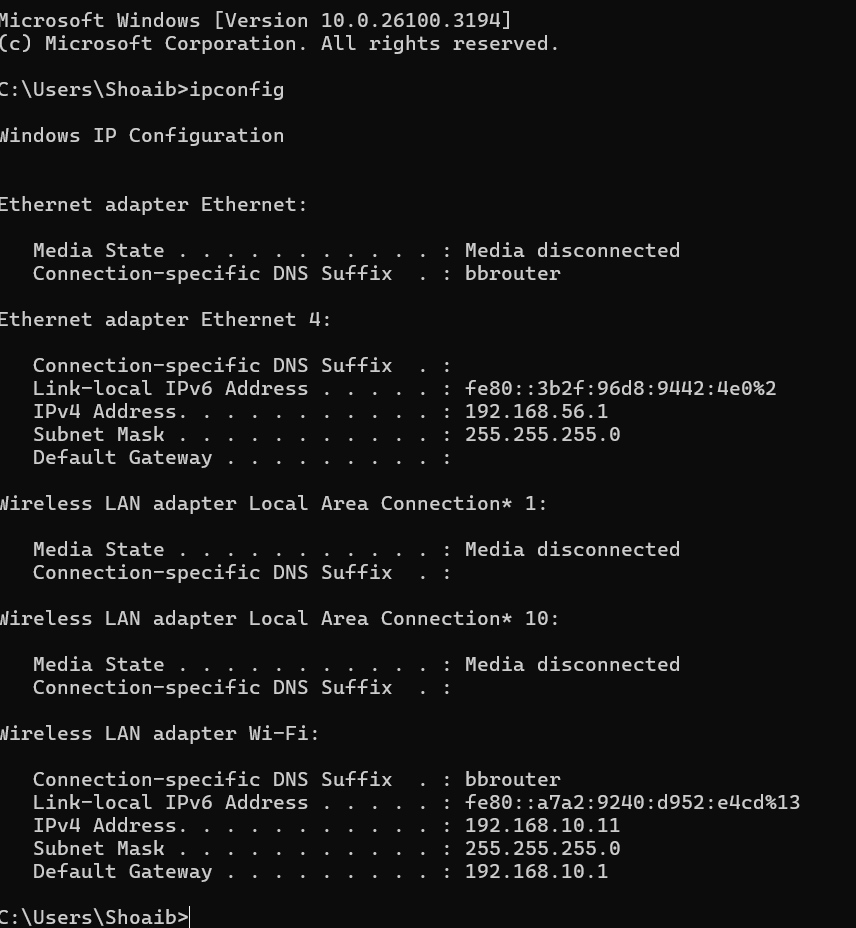 Microsoft Windows [Version 10.0.26100.3194]
(c) Microsoft Corporation. All rights reserved.
C:\Users\Shoaib>ipconfig
Windows IP Configuration
Ethernet adapter Ethernet:
Media State . . . . . . . . . . . : Media disconnected
Connection-specific DNS Suffix  . : bbrouter
Ethernet adapter Ethernet 4:
Connection-specific DNS Suffix  . :
Link-local IPv6 Address . . . . . : fe80::3b2f:96d8:9442:4e0%2
IPv4 Address. . . . . . . . . . . : 192.168.56.1
Subnet Mask . . . . . . . . . . . : 255.255.255.0
Default Gateway . . . . . . . . . :
Wireless LAN adapter Local Area Connection* 1:
Media State . . . . . . . . . . . : Media disconnected
Connection-specific DNS Suffix  . :
Wireless LAN adapter Local Area Connection* 10:
Media State . . . . . . . . . . . : Media disconnected
Connection-specific DNS Suffix  . :
Wireless LAN adapter Wi-Fi:
Connection-specific DNS Suffix  . : bbrouter
Link-local IPv6 Address . . . . . : fe80::a7a2:9240:d952:e4cd%13
IPv4 Address. . . . . . . . . . . : 192.168.10.11
Subnet Mask . . . . . . . . . . . : 255.255.255.0
Default Gateway . . . . . . . . . : 192.168.10.1
C:\Users\Shoaib>